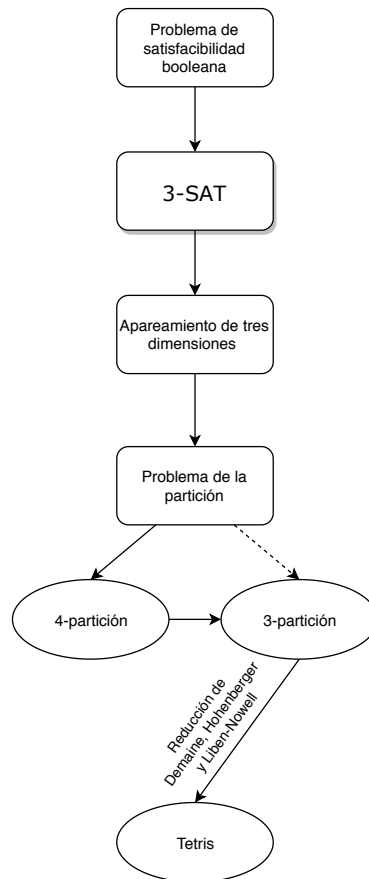 Problema de
satisfacibilidad
booleana
3-SAT
Apareamiento de tres
dimensiones
Problema de la
partición
4-partición
3-partición
Reducción de
Demaine, Hohenberger
y Liben-Nowell
Tetris